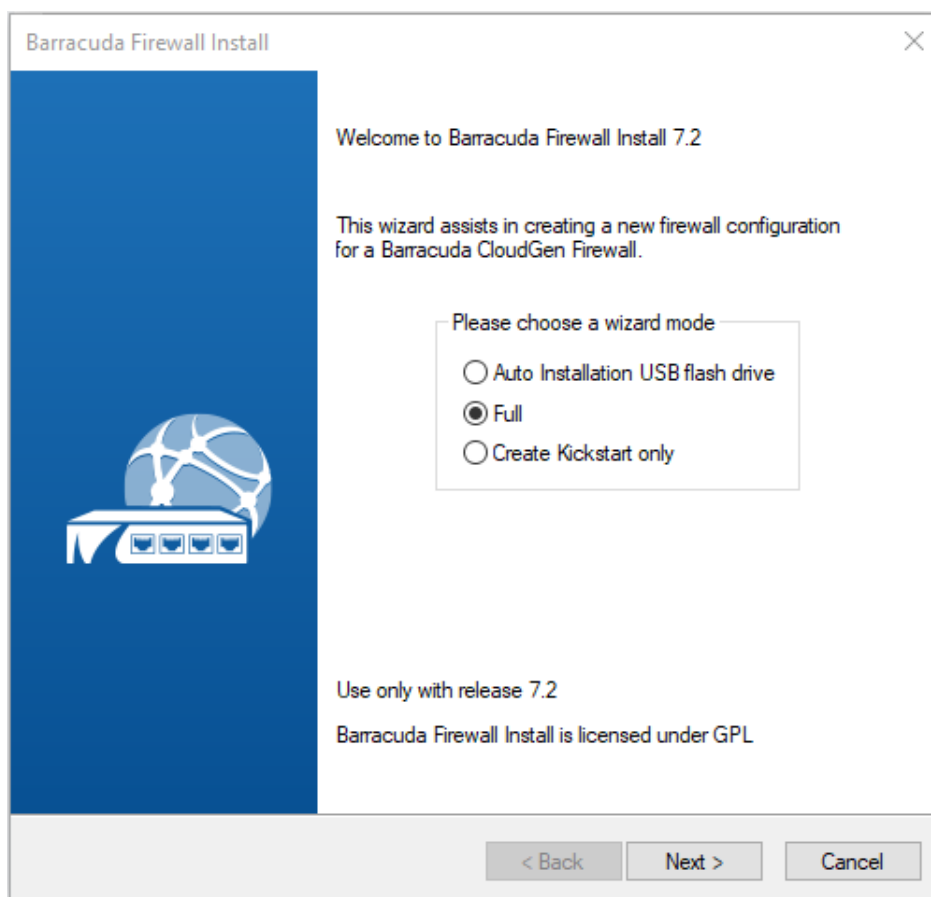 Barracuda Firewall Install
Welcome to Barracuda Firewall Install 7.2
This wizard assists in creating a new firewall configuration
for a Barracuda CloudGen Firewall.
Please choose a wizard mode
Auto Installation USB flash drive
Full
Create Kickstart only
Use only with release 7.2
Barracuda Firewall Install is licensed under GPL
< Back
Next >
Cancel